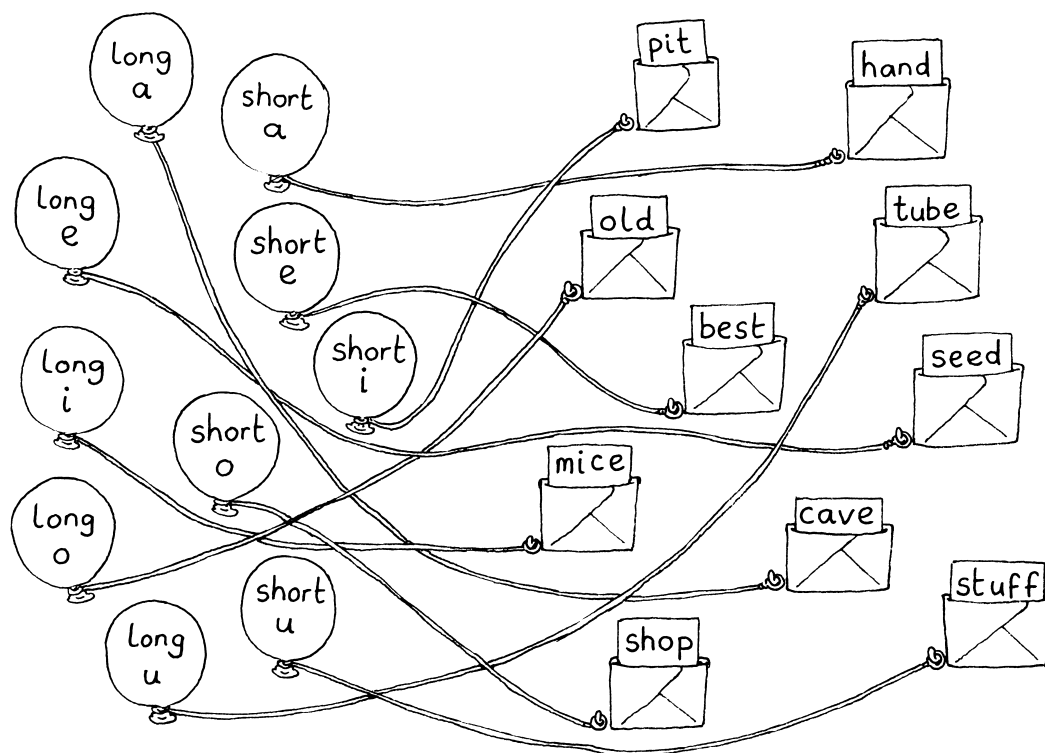 long
a
short
a
long
e
short
e
long
i
short
i
short
o
long
o
short
u
long
u
pit
hand
old
tube
best
seed
mice
cave
stuff
shop